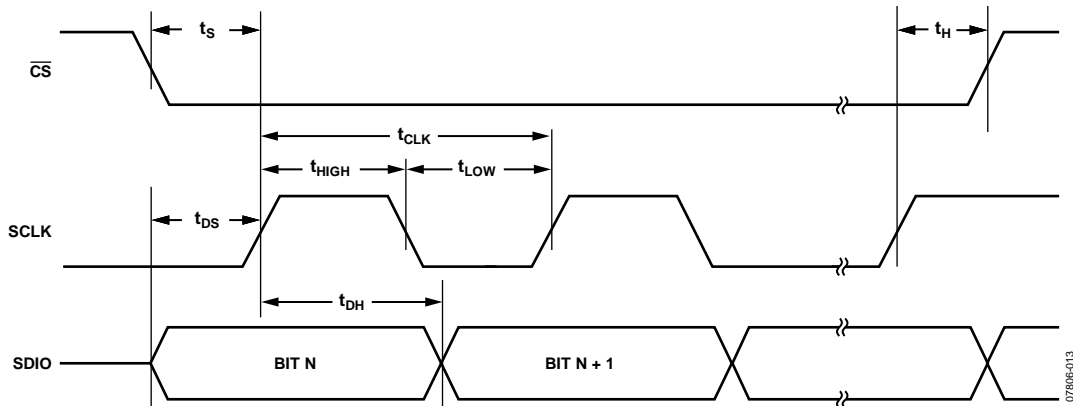 tS
tH
CS
tCLK
tHIGH
tLOW
tDS
SCLK
tDH
SDIO
BIT N
BIT N + 1
07806-013